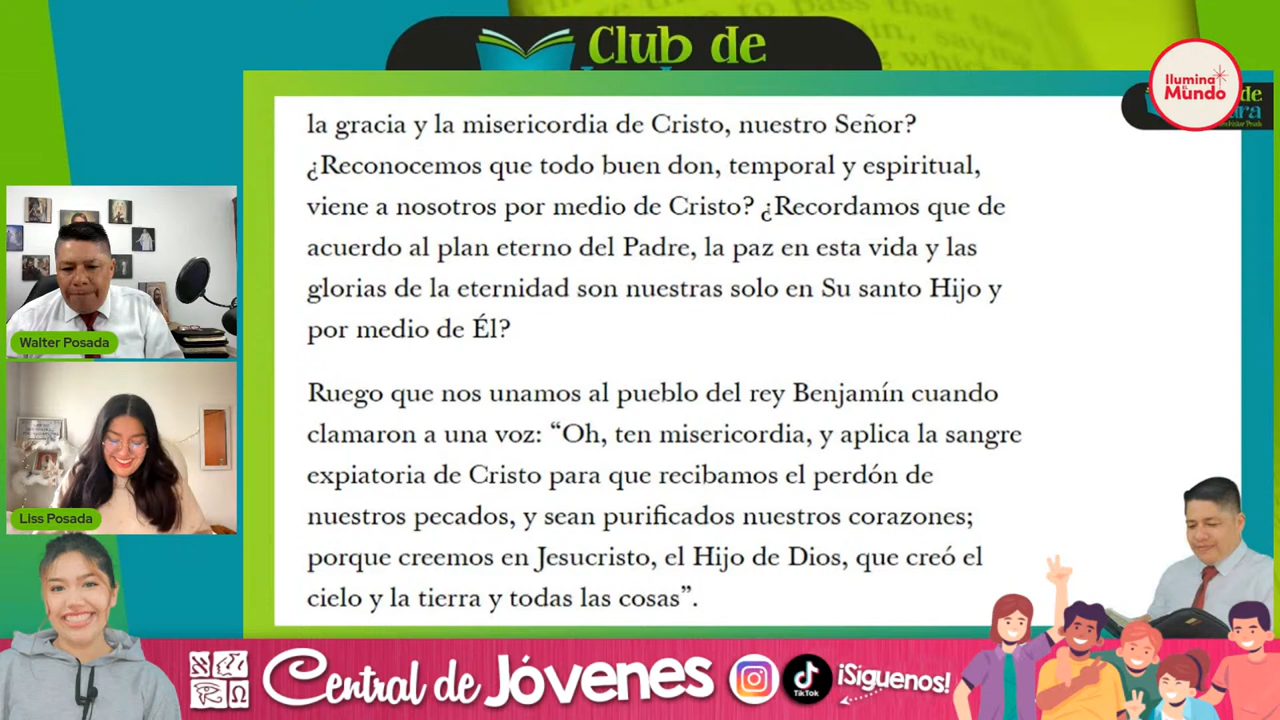 Club de
Ilumina
Mundo
de
la gracia y la misericordia de Cristo, nuestro Señor?
¿Reconocemos que todo buen don, temporal y espiritual,
viene a nosotros por medio de Cristo? ¿Recordamos que de
acuerdo al plan eterno del Padre, la paz en esta vida y las
glorias de la eternidad son nuestras solo en Su santo Hijo y
por medio de Él?
Ruego que nos unamos al pueblo del rey Benjamín cuando
clamaron a una voz: “Oh, ten misericordia, y aplica la sangre
expiatoria de Cristo para que recibamos el perdón de
nuestros pecados, y sean purificados nuestros corazones;
porque creemos en Jesucristo, el Hijo de Dios, que creó el
cielo y la tierra y todas las cosas”.
Walter Posada
Liss Posada
Central de Jóvenes
TikTok
¡Siguenos!